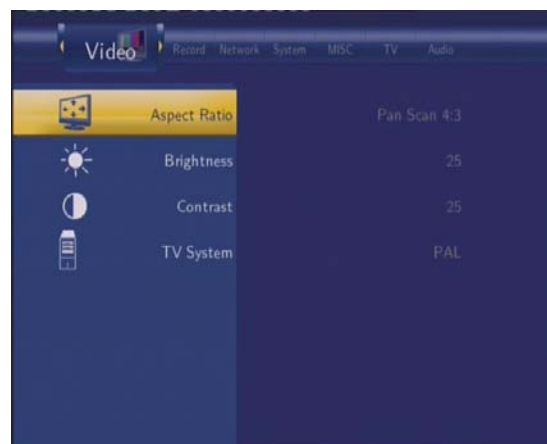 Video Record Network System MISC TV Audio
Aspect Ratio Pan Scan 4:3
Brightness 25
Contrast 25
TV System PAL